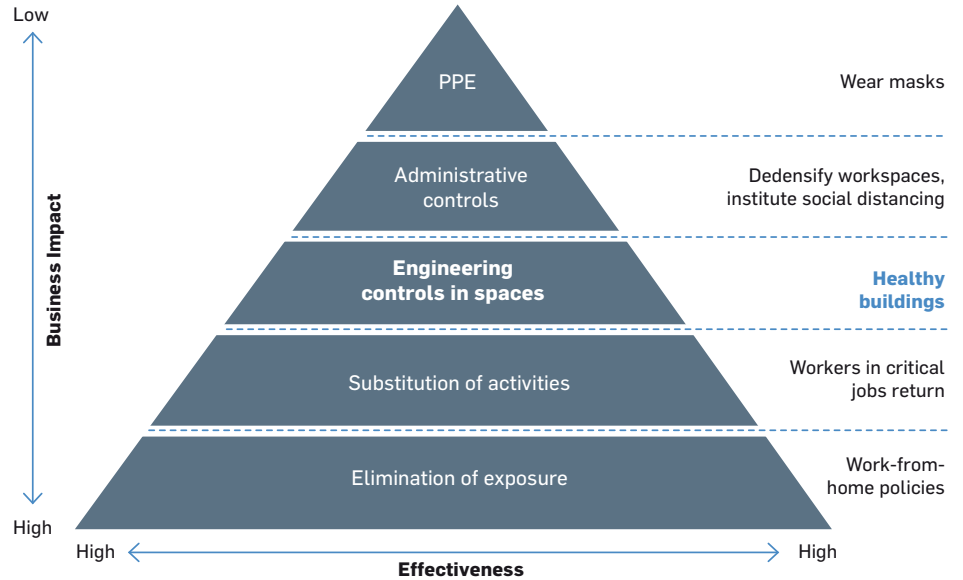 Low
PPE
Wear masks
Administrative
controls
Dedensify workspaces,
institute social distancing
Business Impact
Engineering
controls in spaces
Healthy
buildings
Substitution of activities
Workers in critical
jobs return
Elimination of exposure
Work-from-
home policies
High
High
High
Effectiveness